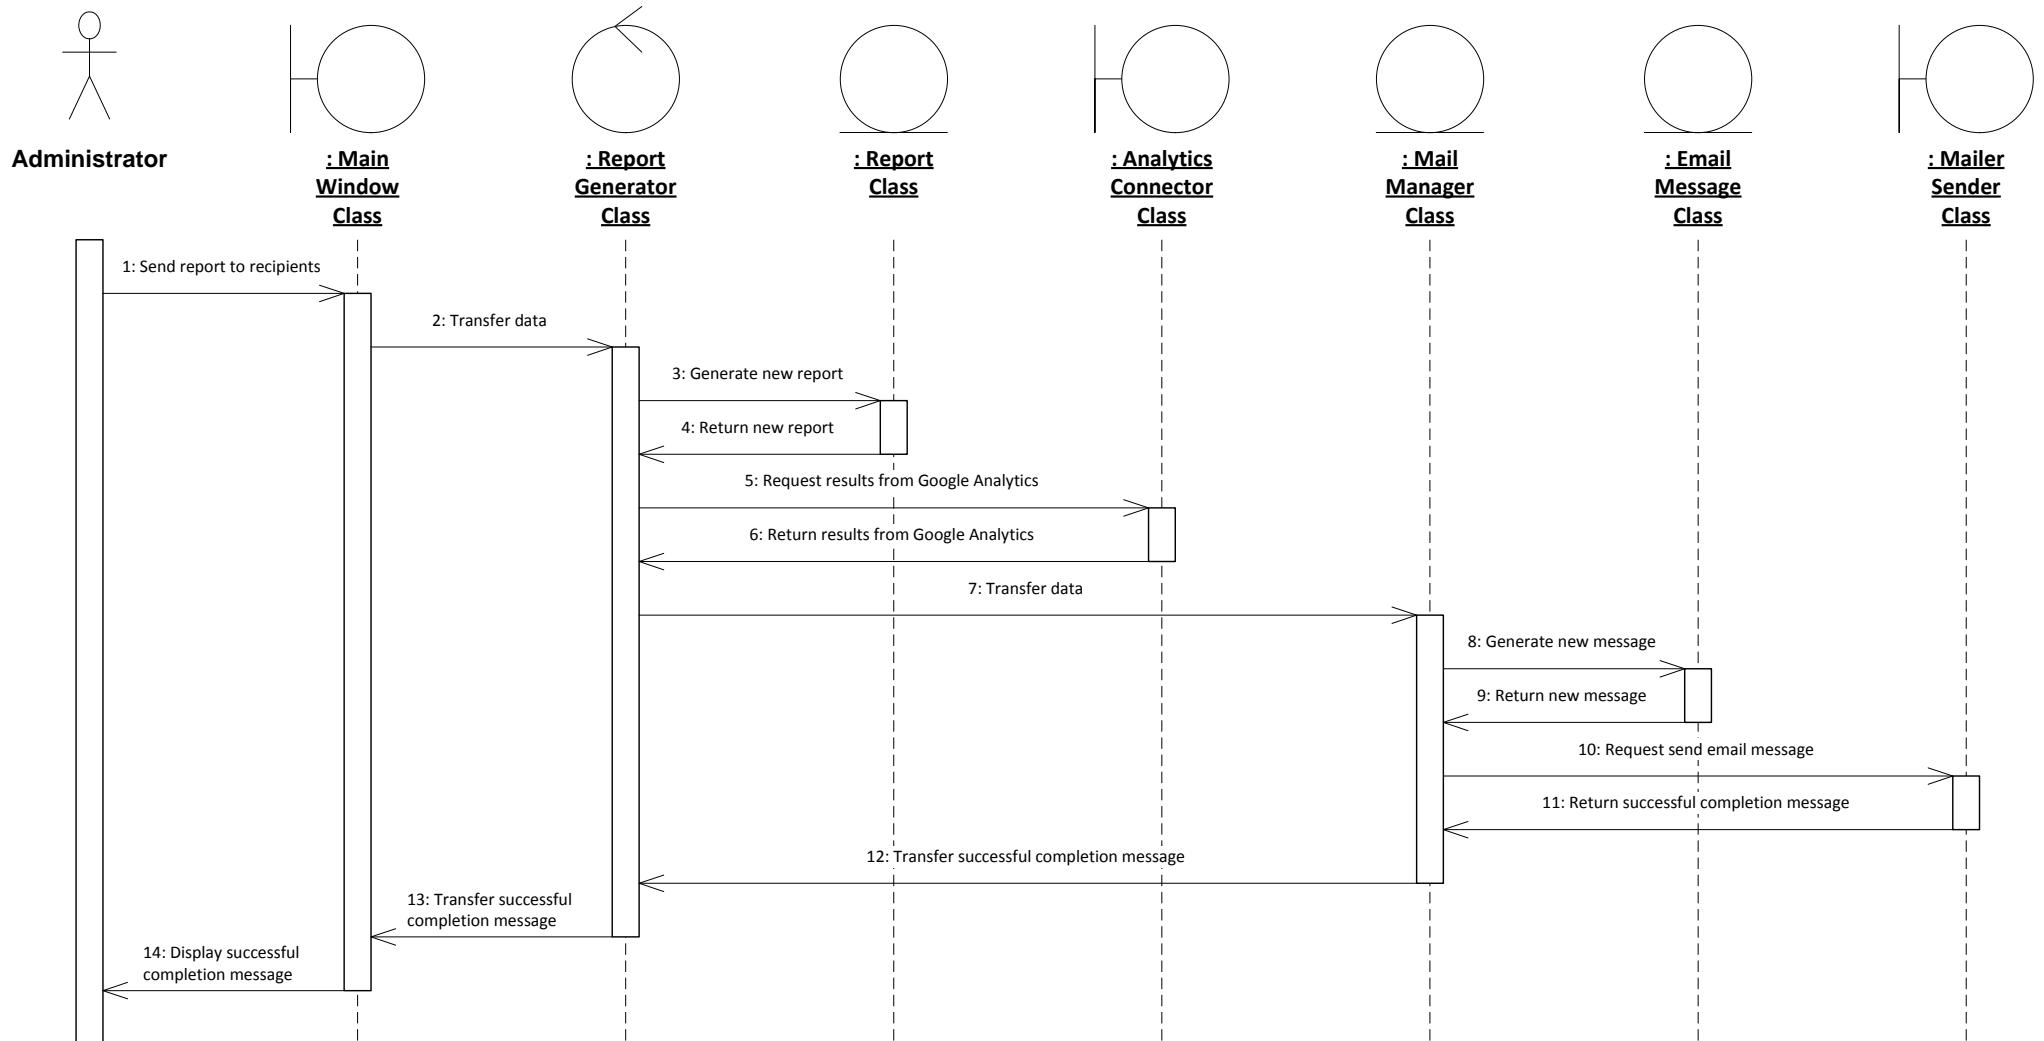 Administrator
: Main
Window
Class
: Report
Generator
Class
: Report
Class
: Analytics
Connector
Class
: Mail
Manager
Class
: Email
Message
Class
: Mailer
Sender
Class
1: Send report to recipients
2: Transfer data
3: Generate new report
4: Return new report
5: Request results from Google Analytics
6: Return results from Google Analytics
7: Transfer data
8: Generate new message
9: Return new message
10: Request send email message
11: Return successful completion message
12: Transfer successful completion message
13: Transfer successful
completion message
14: Display successful
completion message